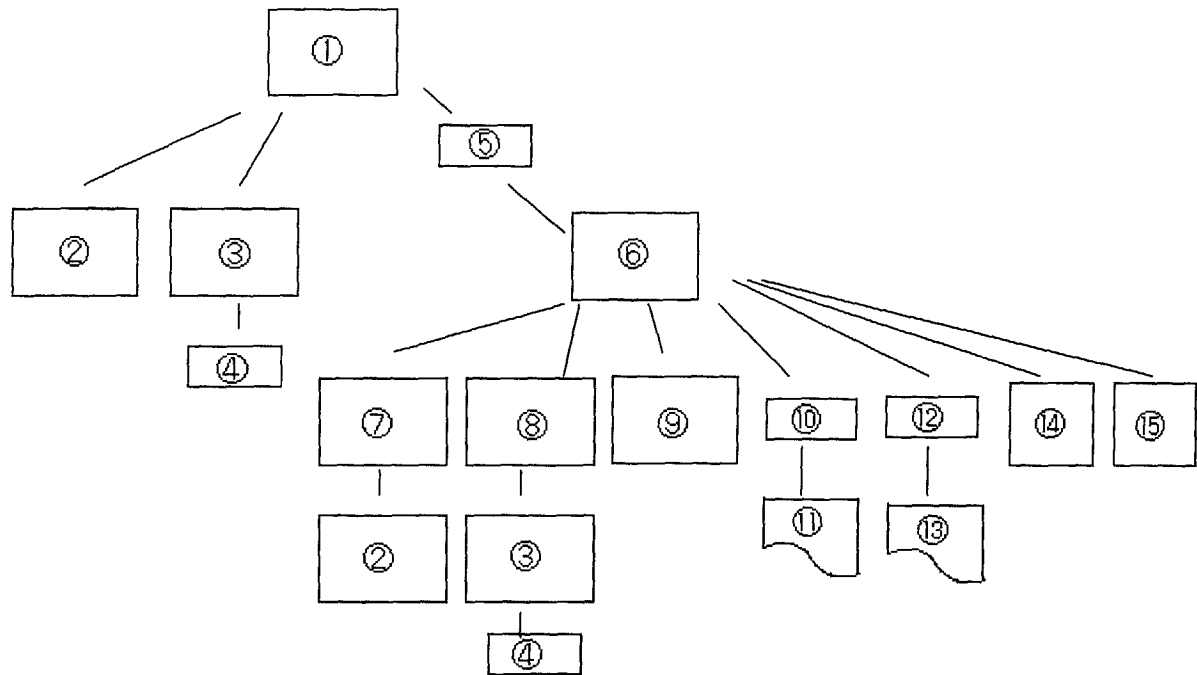 ①
⑤
② ③ ⑥
④
⑦ ⑧ ⑨ ⑩ ⑫ ⑭ ⑮
② ③ ⑪ ⑬
④